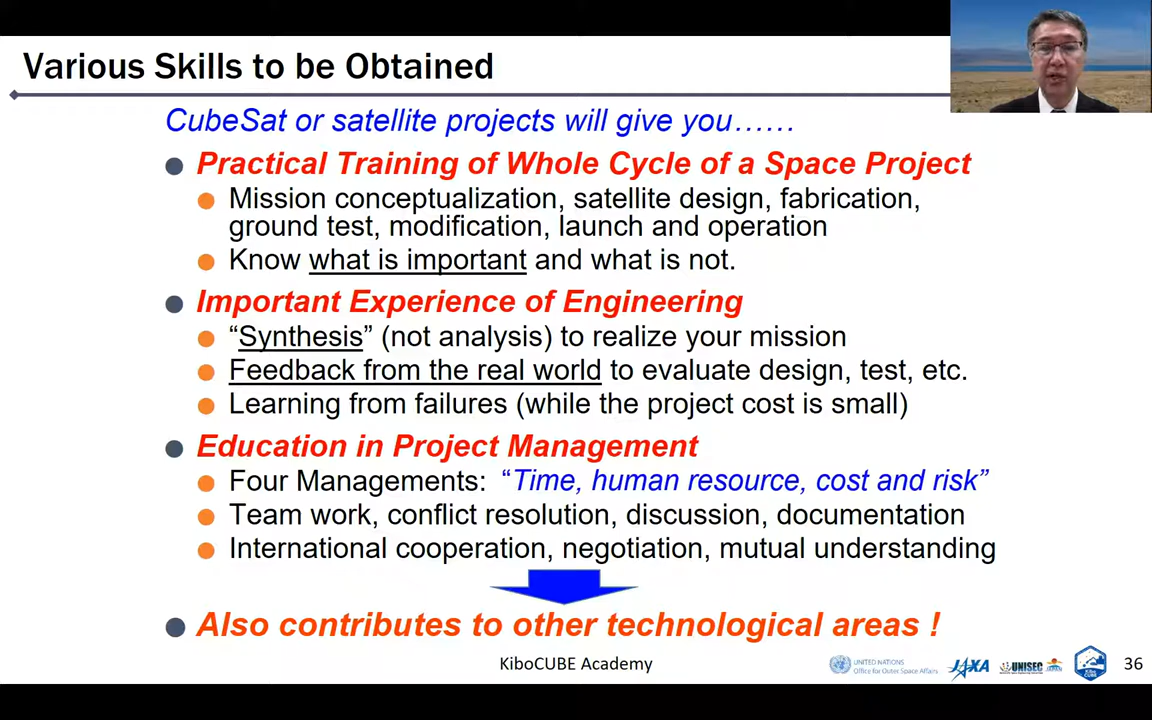 Various Skills to be Obtained
CubeSat or satellite projects will give you……
Practical Training of Whole Cycle of a Space Project
Mission conceptualization, satellite design, fabrication,
ground test, modification, launch and operation
Know what is important and what is not.
Important Experience of Engineering
“Synthesis” (not analysis) to realize your mission
Feedback from the real world to evaluate design, test, etc.
Learning from failures (while the project cost is small)
Education in Project Management
Four Managements: “Time, human resource, cost and risk”
Team work, conflict resolution, discussion, documentation
International cooperation, negotiation, mutual understanding
Also contributes to other technological areas !
KiboCUBE Academy
UNITED NATIONS
Office for Outer Space Affairs
JAXA
UNISEC
Kibo
CUBE
36